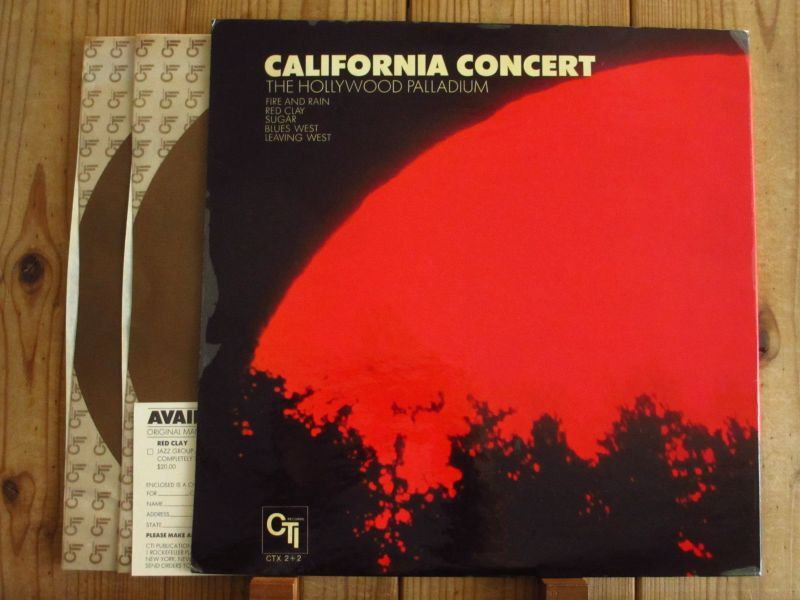 CALIFORNIA CONCERT
THE HOLLYWOOD PALLADIUM
FIRE AND RAIN
RED CLAY
SUGAR
BLUES WEST
LEAVING WEST
CTI
RECORDS
CTX 2+2
AVAI
ORIGINAL MA
RED CLAY
JAZZ GROUP
COMPLETELY
$20.00
ENCLOSED IS A C
FOR
NAME
ADDRESS
STATE
PLEASE MAKE A
CTI PUBLICATION
1 ROCKEFELLER P
NEW YORK, NEW
SEND ORDERS TO